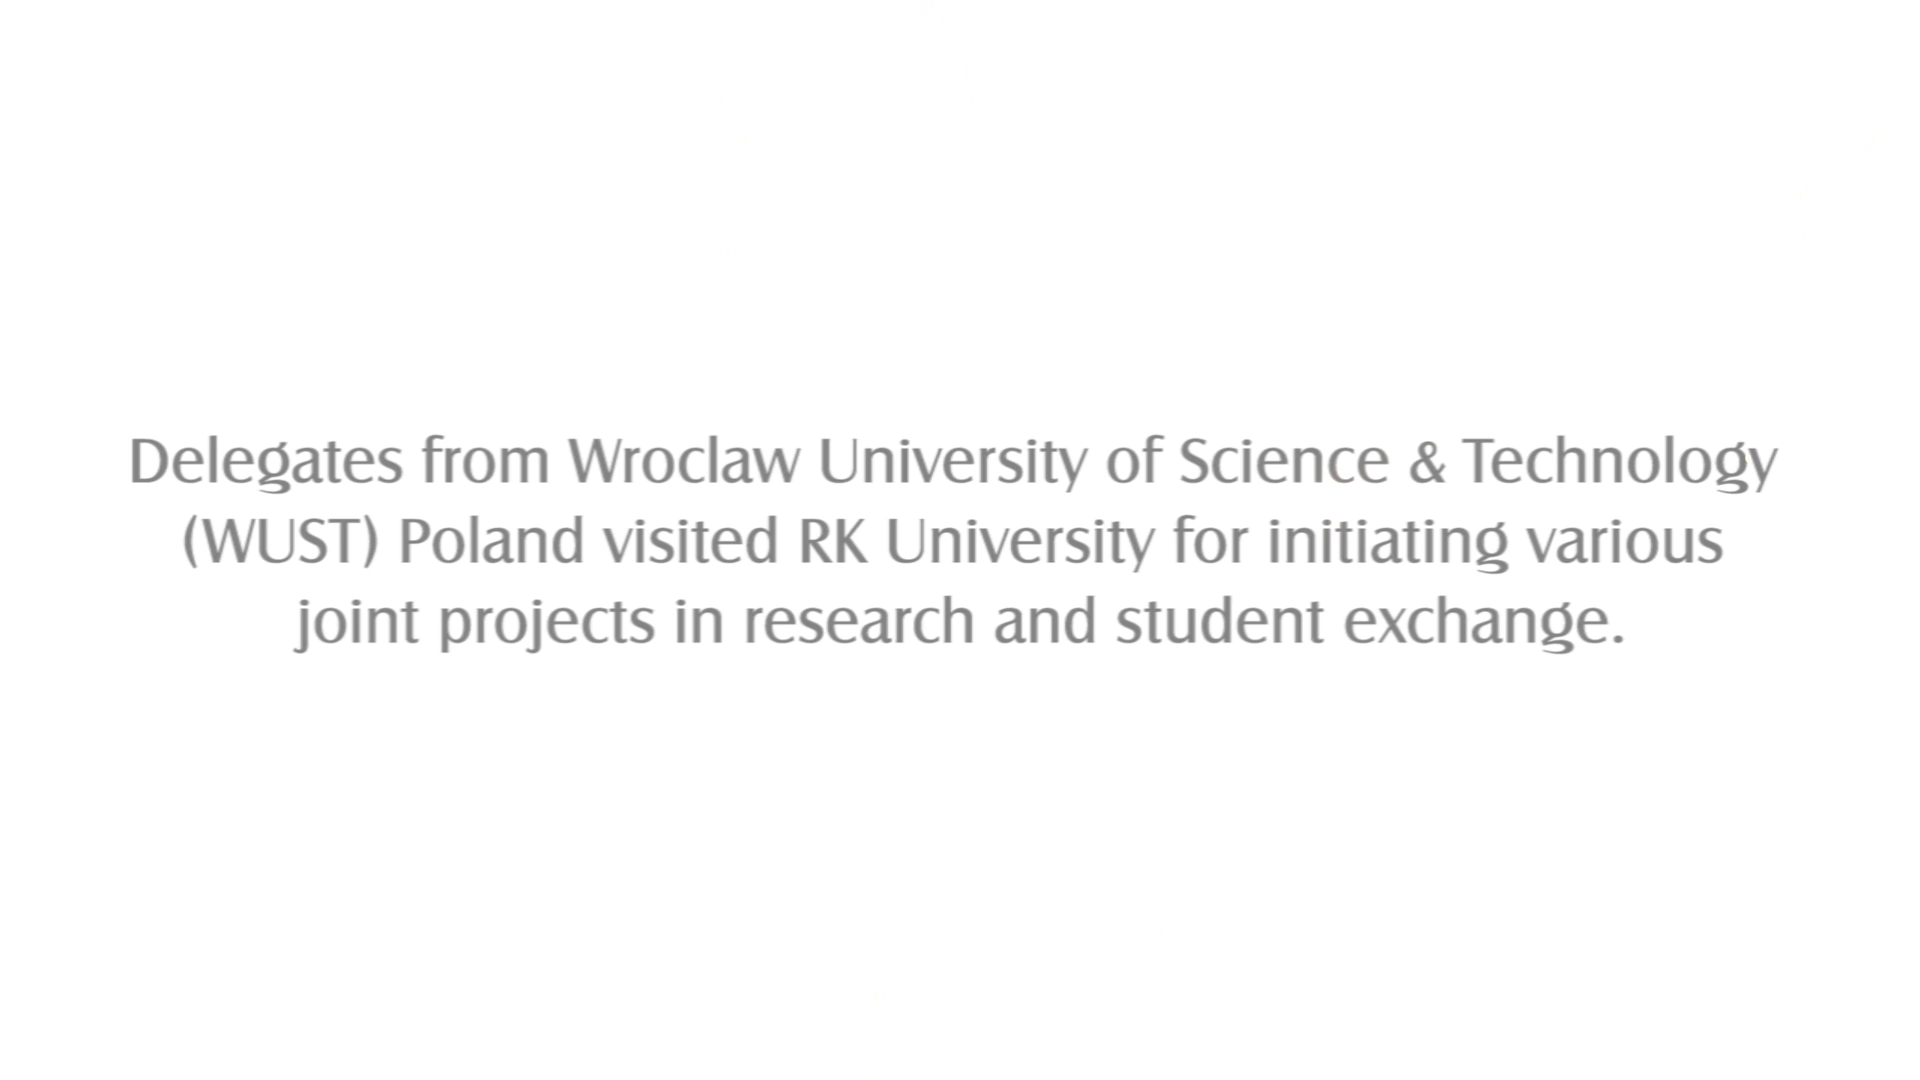 Delegates from Wroclaw University of Science & Technology
(WUST) Poland visited RK University for initiating various
joint projects in research and student exchange.